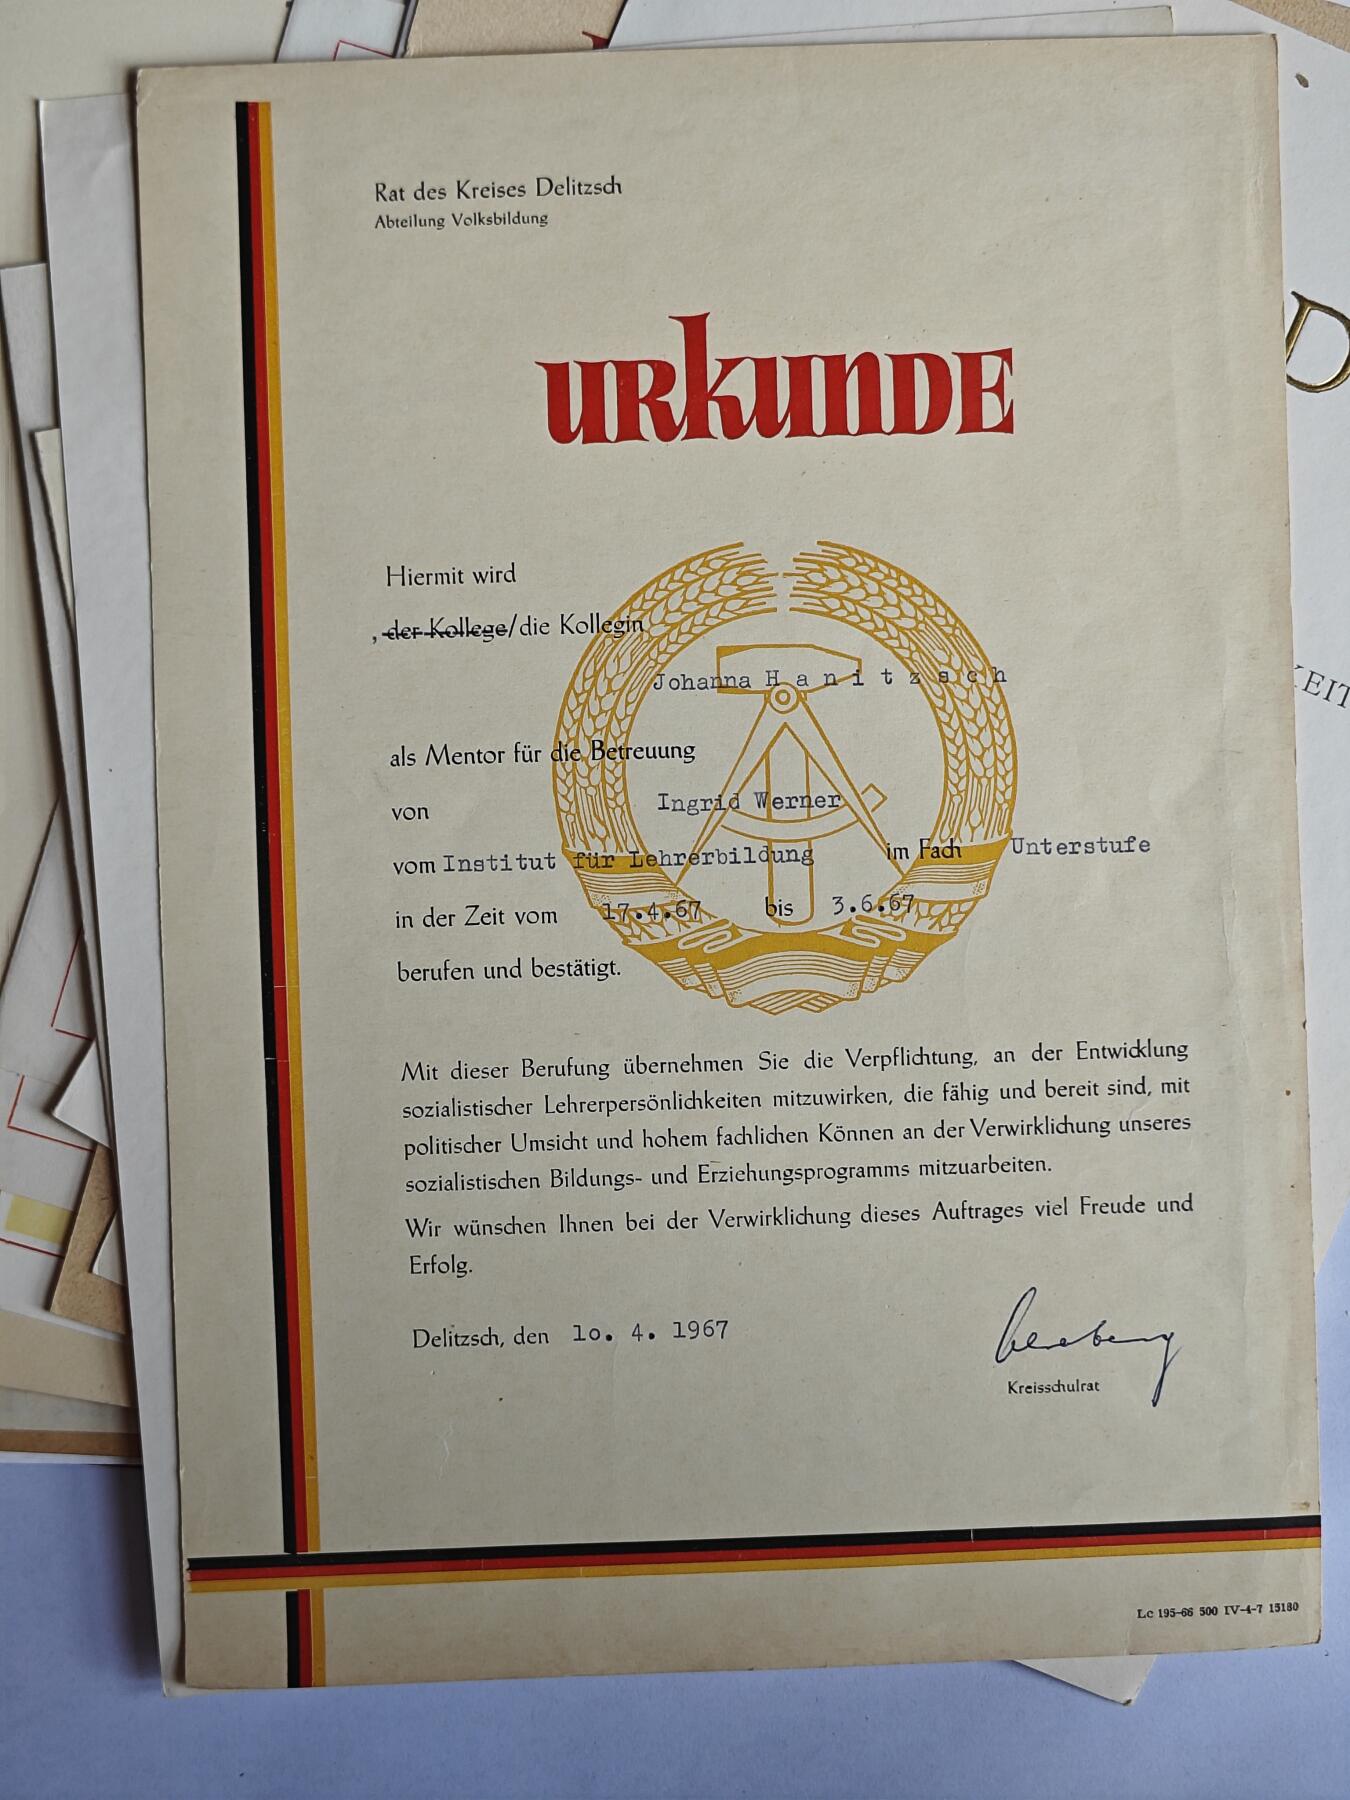 Rat des Kreises Delitzsch
Abteilung Volksbildung
URKUNDE
Hiermit wird
, der Kollege/die Kollegin
Johanna H a n i t z s c h
als Mentor für die Betreuung
von Ingrid Werner
vom Institut für Lehrerbildung im Fach Unterstufe
in der Zeit vom 17.4.67 bis 3.6.67
berufen und bestätigt.
Mit dieser Berufung übernehmen Sie die Verpflichtung, an der Entwicklung
sozialistischer Lehrerpersönlichkeiten mitzuwirken, die fähig und bereit sind, mit
politischer Umsicht und hohem fachlichen Können an der Verwirklichung unseres
sozialistischen Bildungs- und Erziehungsprogramms mitzuarbeiten.
Wir wünschen Ihnen bei der Verwirklichung dieses Auftrages viel Freude und
Erfolg.
Delitzsch, den 10. 4. 1967
Kreisschulrat
Lc 195-66 500 IV-4-7 15180
D
KEIT